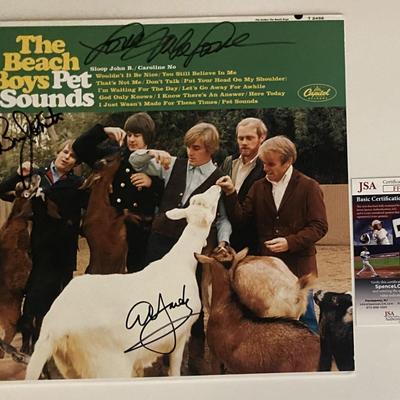 The
Beach
Boys Pet
Sounds
Sloop John B. / Caroline No
Wouldn't It Be Nice / You Still Believe In Me
That's Not Me / Don't Talk / Put Your Head On My Shoulder
I'm Waiting For The Day / Let's Go Away For Awhile
God Only Knows / I Know There's An Answer / Here Today
I Just Wasn't Made For These Times / Pet Sounds
Capitol
T 2458
JSA
Basic Certification
SpenceLOA
JSA